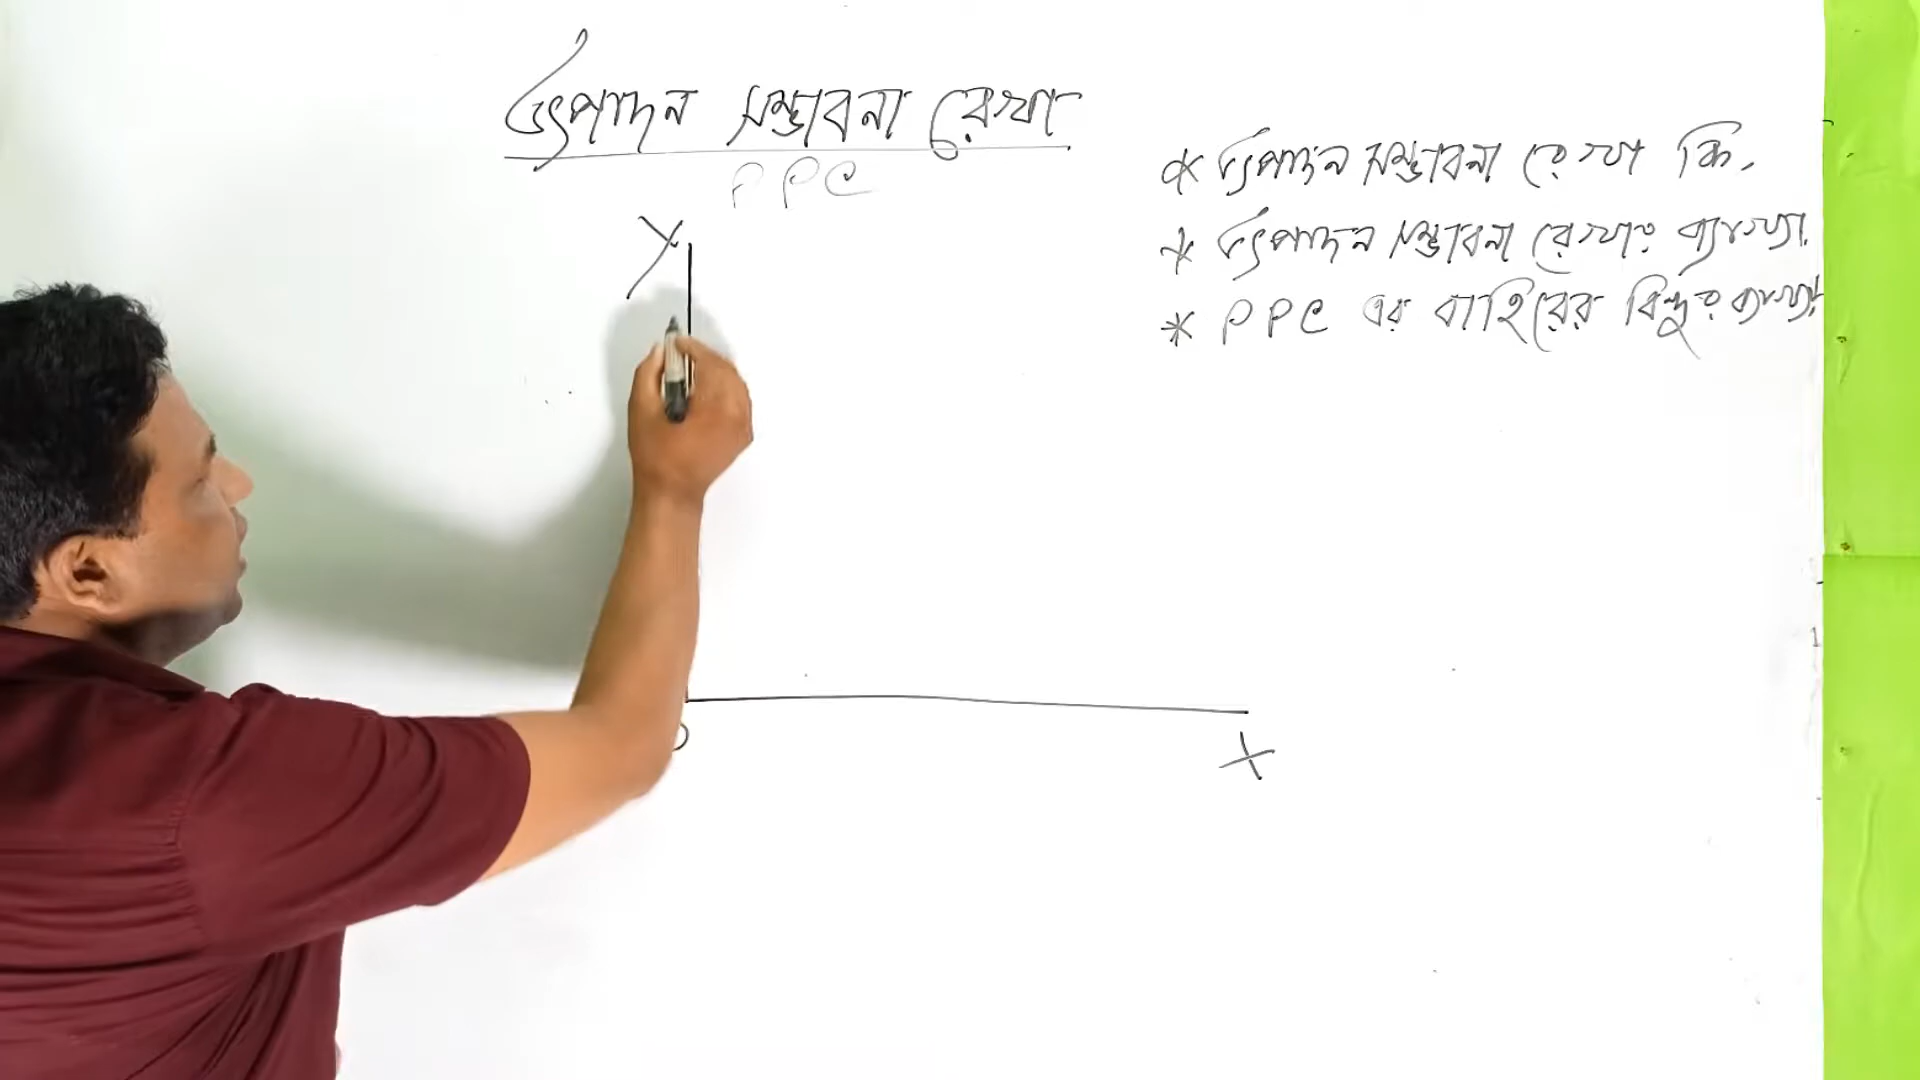 উৎপাদন সম্ভাবনা রেখা
PPC
* উৎপাদন সম্ভাবনা রেখা কি,
* উৎপাদন সম্ভাবনা রেখার ব্যাখ্যা,
* PPC এর বাহিরের বিন্দুর ব্যাখ্যা,
Y
O
X